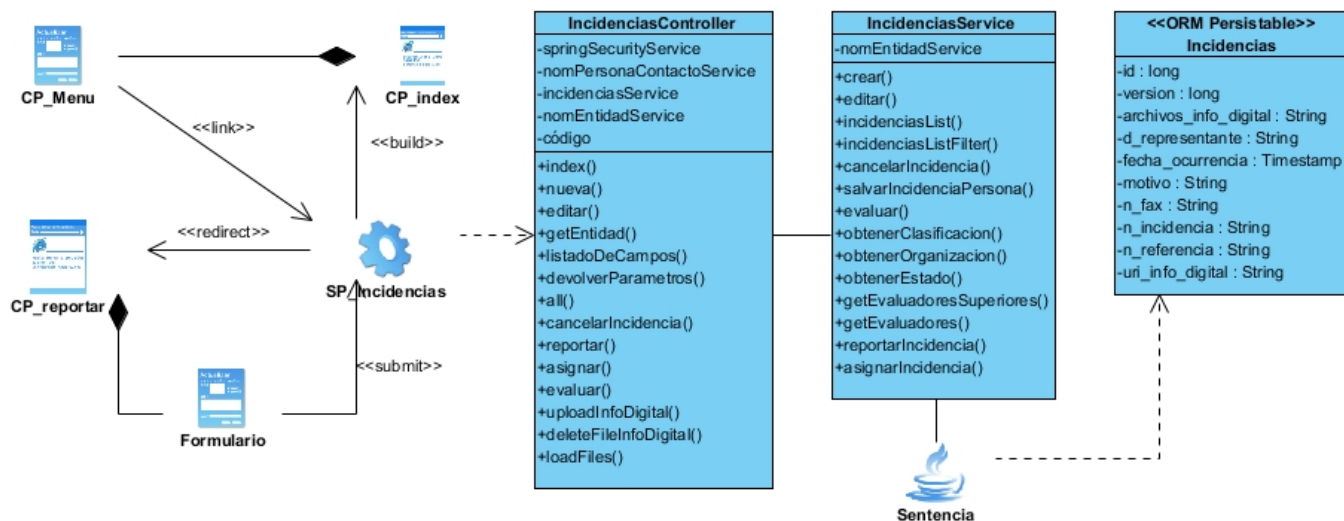 CP_Menu
CP_index
<<link>>
<<build>>
<<redirect>>
CP_reportar
SP_Incidencias
<<submit>>
Formulario
IncidenciasController
-springSecurityService
-nomPersonaContactoService
-incidenciasService
-nomEntidadService
-código
+index()
+nueva()
+editar()
+getEntidad()
+listadoDeCampos()
+devolverParametros()
+all()
+cancelarIncidencia()
+reportar()
+asignar()
+evaluar()
+uploadInfoDigital()
+deleteFileInfoDigital()
+loadFiles()
IncidenciasService
-nomEntidadService
+crear()
+editar()
+incidenciasList()
+incidenciasListFilter()
+cancelarIncidencia()
+salvarIncidenciaPersona()
+evaluar()
+obtenerClasificacion()
+obtenerOrganizacion()
+obtenerEstado()
+getEvaluadoresSuperiores()
+getEvaluadores()
+reportarIncidencia()
+asignarIncidencia()
Sentencia
<<ORM Persistable>>
Incidencias
-id : long
-version : long
-archivos_info_digital : String
-d_representante : String
-fecha_ocurrencia : Timestamp
-motivo : String
-n_fax : String
-n_incidencia : String
-n_referencia : String
-uri_info_digital : String